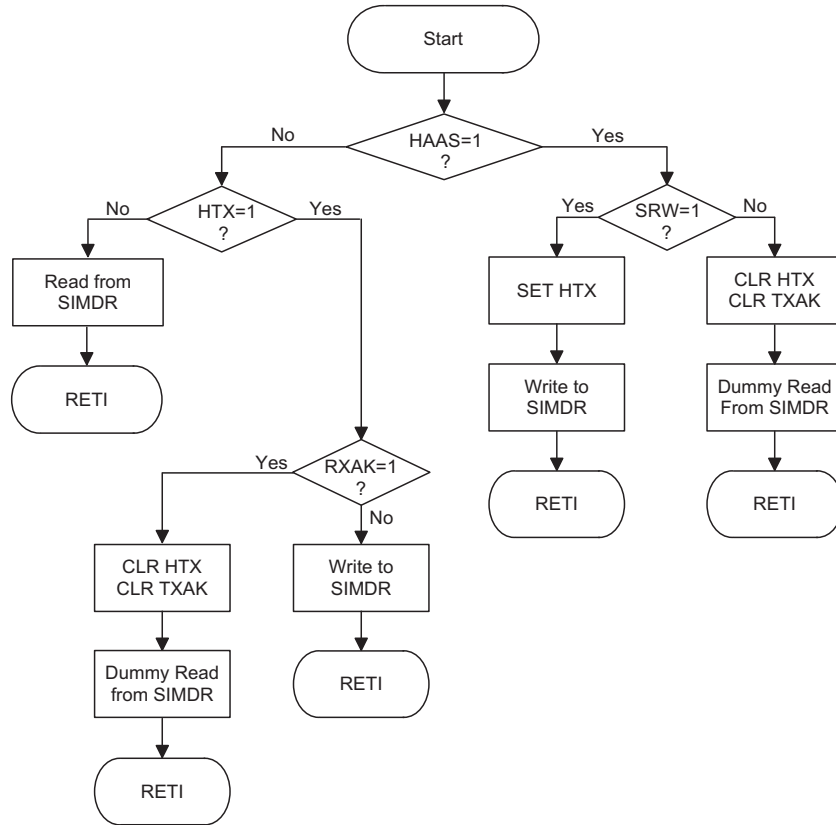 Start
HAAS=1
?
No
Yes
HTX=1
?
No
Yes
SRW=1
?
Yes
No
Read from
SIMDR
SET HTX
CLR HTX
CLR TXAK
RETI
Write to
SIMDR
Dummy Read
From SIMDR
RXAK=1
?
Yes
No
RETI
RETI
CLR HTX
CLR TXAK
Write to
SIMDR
Dummy Read
from SIMDR
RETI
RETI